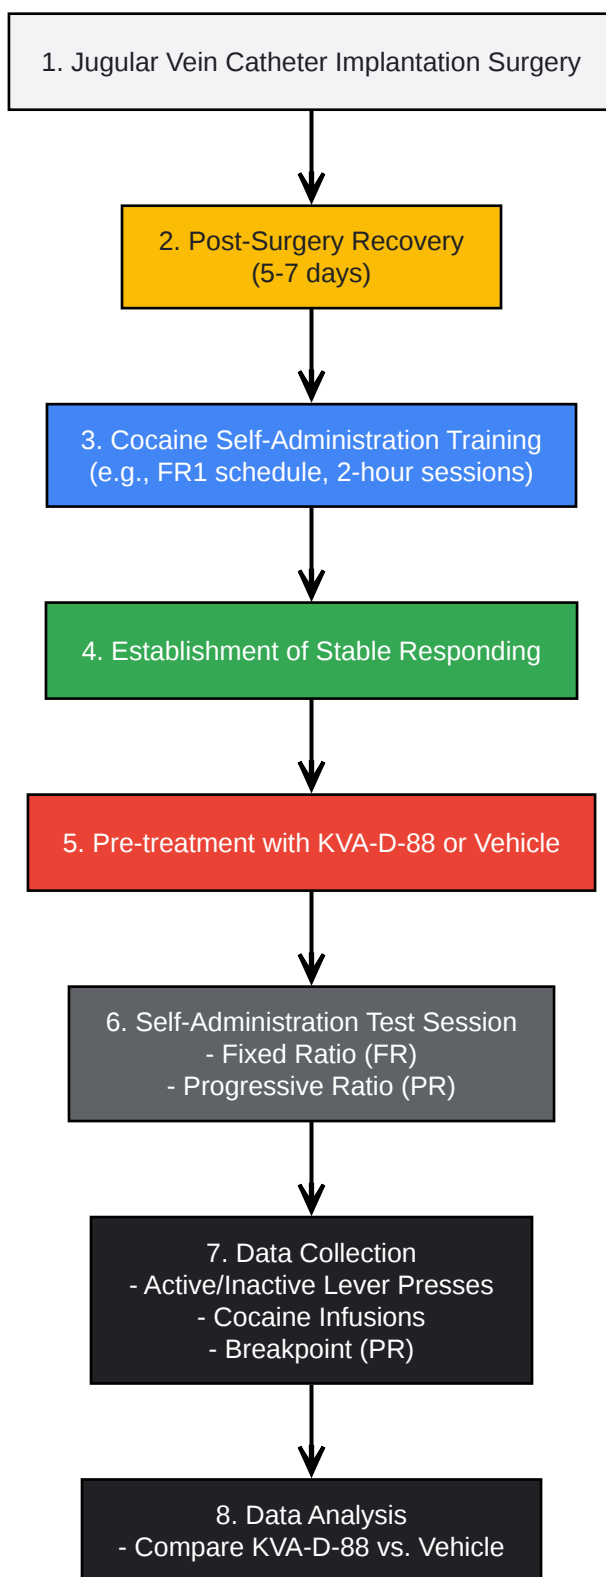 1. Jugular Vein Catheter Implantation Surgery
2. Post-Surgery Recovery
(5-7 days)
3. Cocaine Self-Administration Training
(e.g., FR1 schedule, 2-hour sessions)
4. Establishment of Stable Responding
5. Pre-treatment with KVA-D-88 or Vehicle
6. Self-Administration Test Session
- Fixed Ratio (FR)
- Progressive Ratio (PR)
7. Data Collection
- Active/Inactive Lever Presses
- Cocaine Infusions
- Breakpoint (PR)
8. Data Analysis
- Compare KVA-D-88 vs. Vehicle